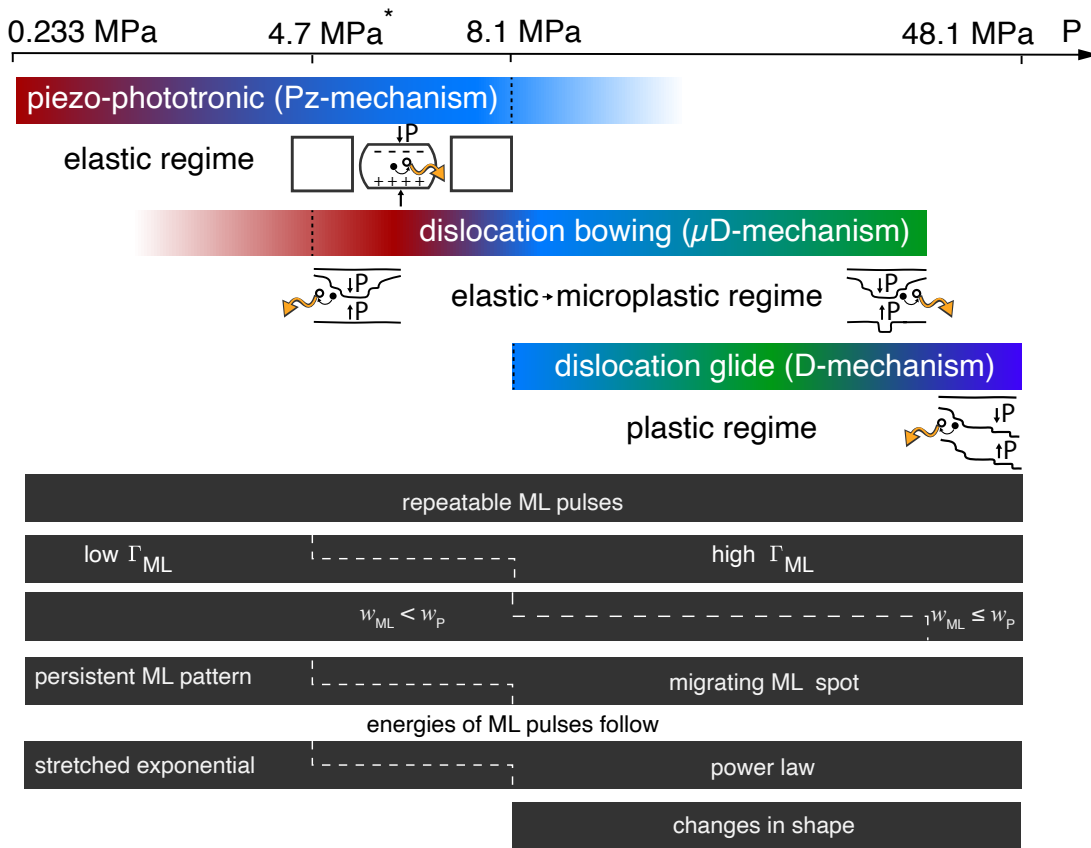 0.233 MPa 4.7 MPa* 8.1 MPa 48.1 MPa P
piezo-phototronic (Pz-mechanism)
elastic regime
P
- - - -
+ + + +
dislocation bowing (μD-mechanism)
P
P
elastic→microplastic regime
P
P
dislocation glide (D-mechanism)
plastic regime
P
P
repeatable ML pulses
low Γ_ML high Γ_ML
w_ML < w_P w_ML ≤ w_P
persistent ML pattern migrating ML spot
energies of ML pulses follow
stretched exponential power law
changes in shape